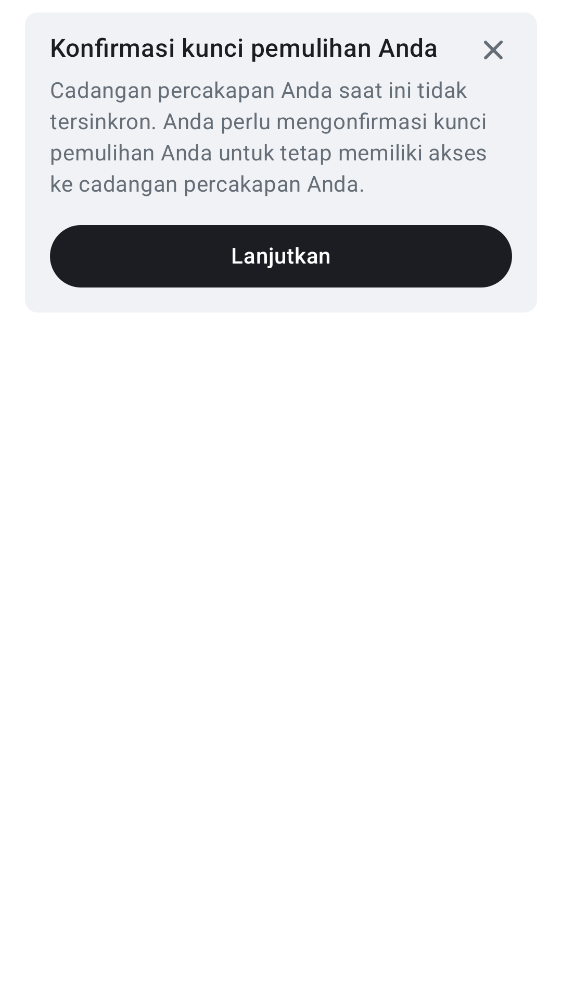 Konfirmasi kunci pemulihan Anda
Cadangan percakapan Anda saat ini tidak
tersinkron. Anda perlu mengonfirmasi kunci
pemulihan Anda untuk tetap memiliki akses
ke cadangan percakapan Anda.
Lanjutkan